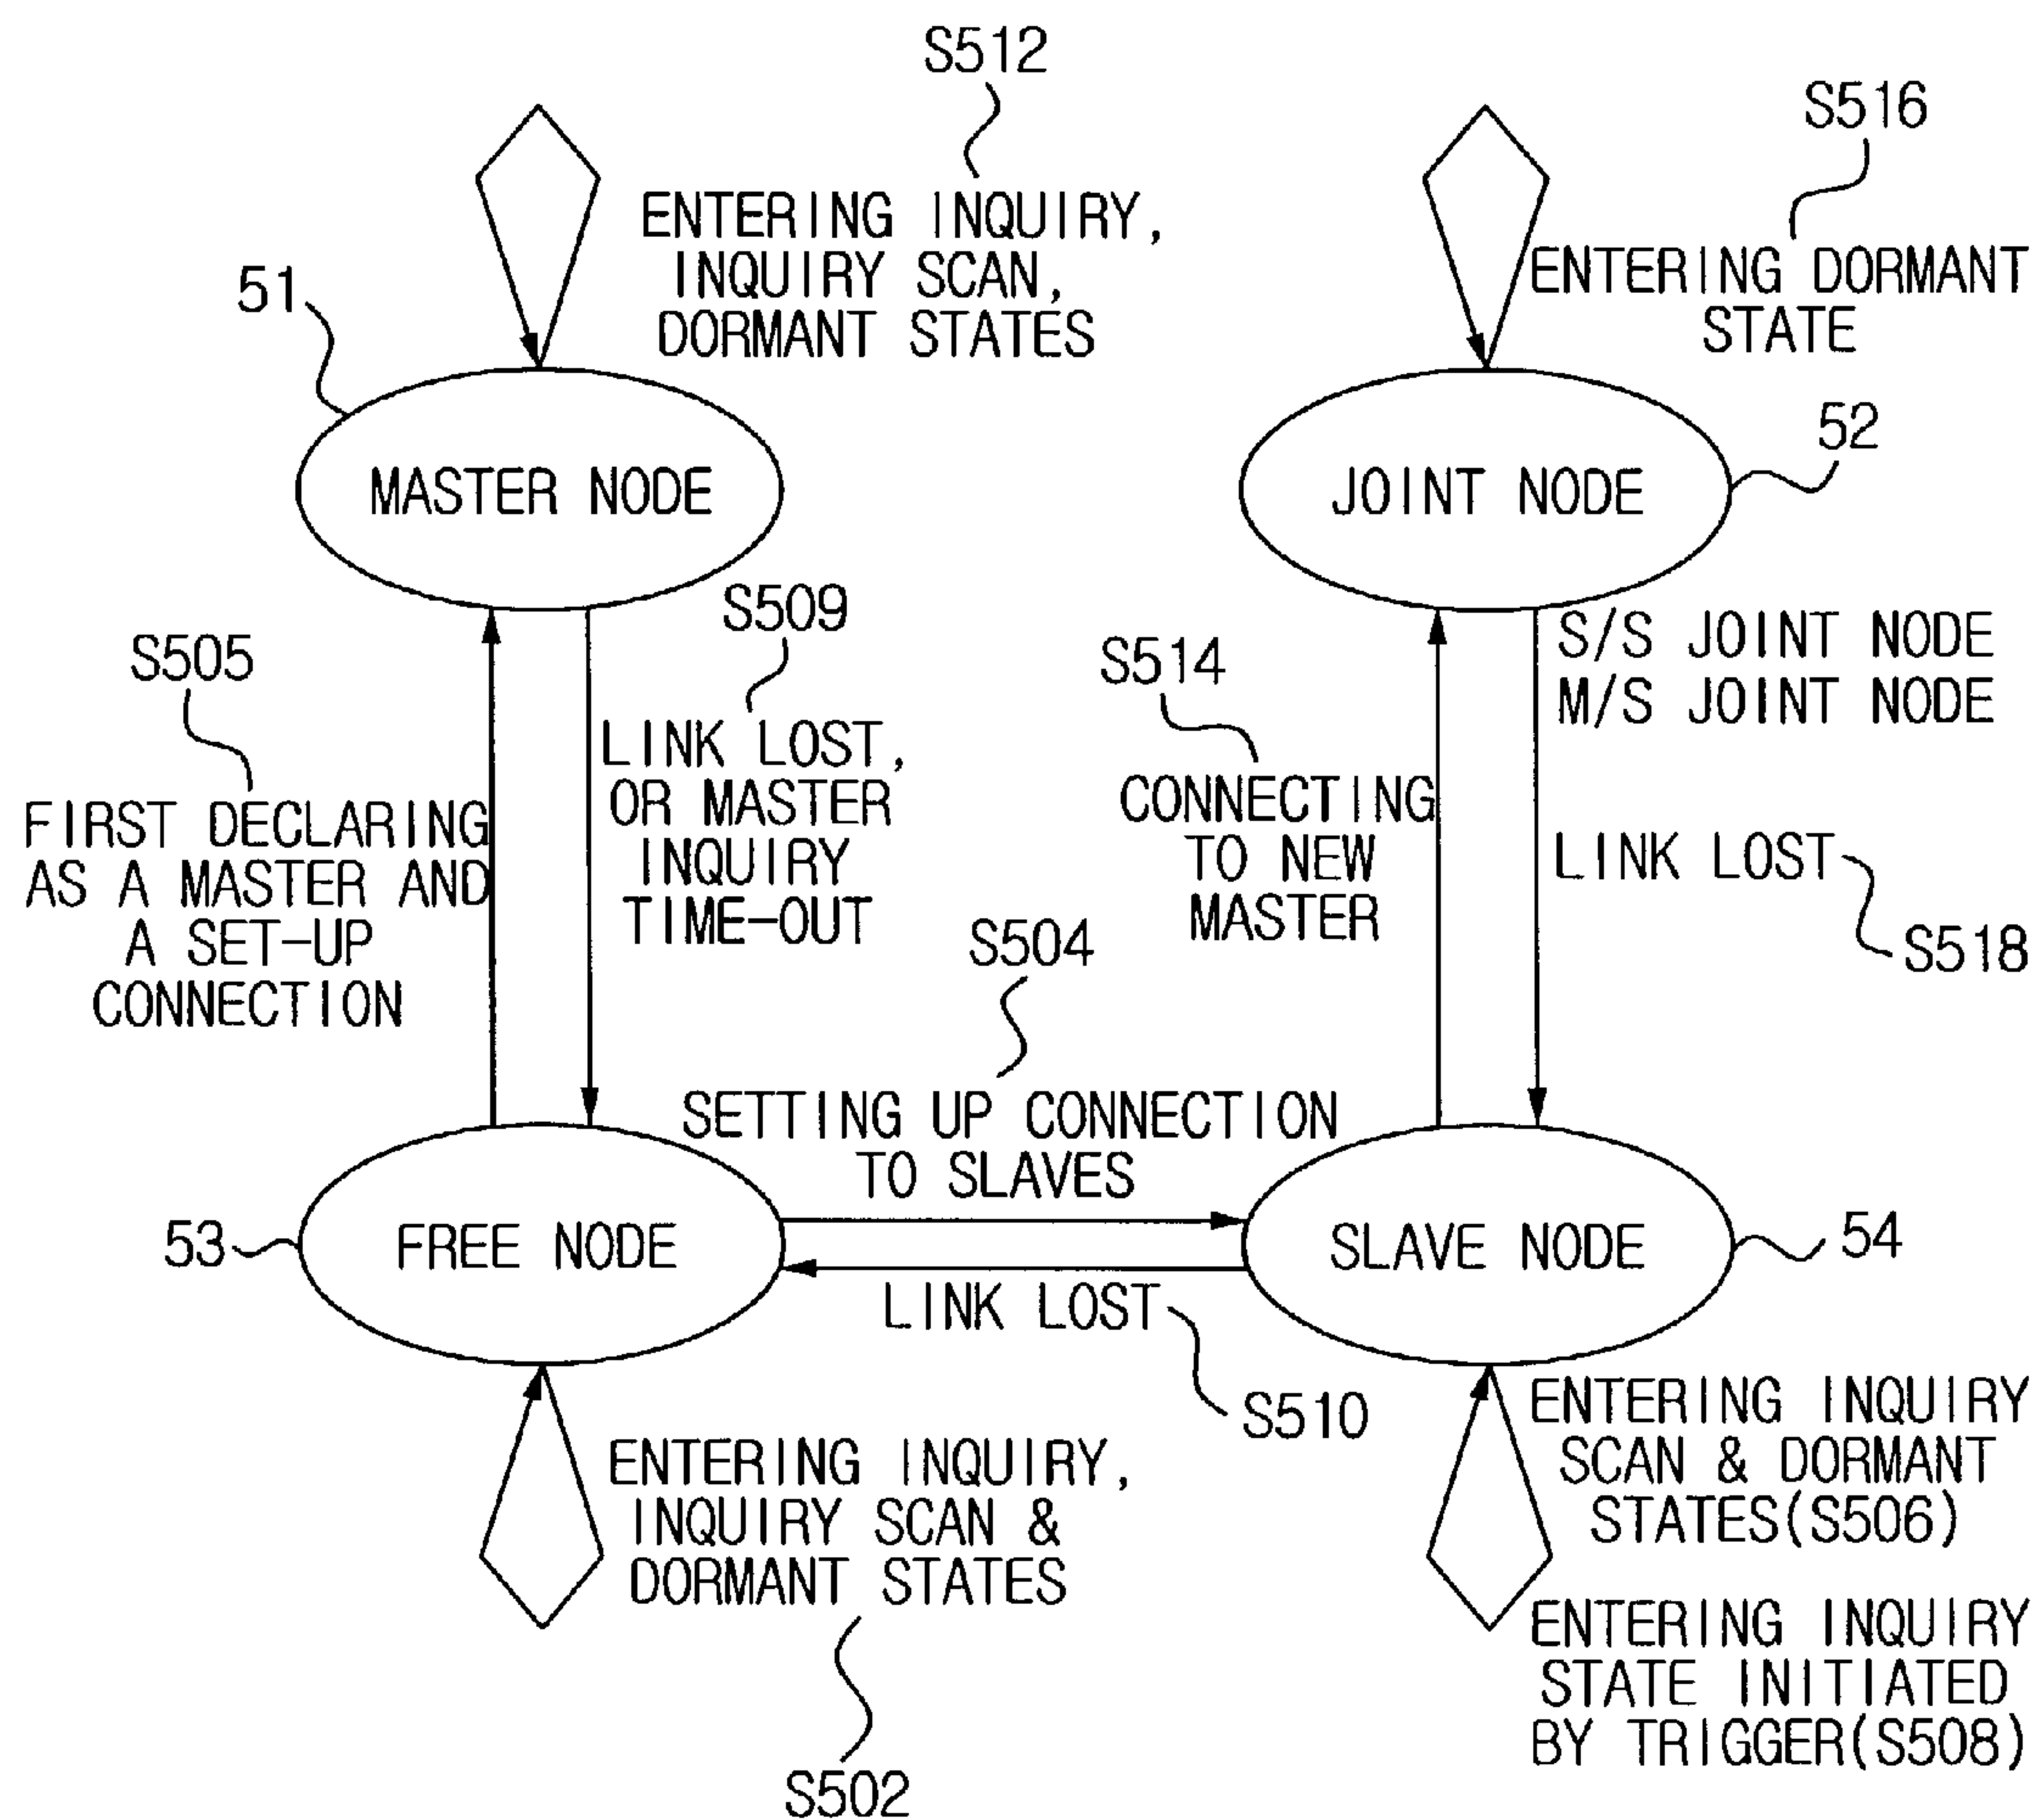 S512
S516
ENTERING INQUIRY,
INQUIRY SCAN,
DORMANT STATES
ENTERING DORMANT
STATE
51
52
MASTER NODE
JOINT NODE
S509
S505
S514
S/S JOINT NODE
M/S JOINT NODE
LINK LOST,
OR MASTER
INQUIRY
TIME-OUT
FIRST DECLARING
AS A MASTER AND
A SET-UP
CONNECTION
CONNECTING
TO NEW
MASTER
LINK LOST
S518
S504
SETTING UP CONNECTION
TO SLAVES
53
FREE NODE
SLAVE NODE
54
LINK LOST
S510
ENTERING INQUIRY,
INQUIRY SCAN &
DORMANT STATES
S502
ENTERING INQUIRY
SCAN & DORMANT
STATES(S506)
ENTERING INQUIRY
STATE INITIATED
BY TRIGGER(S508)